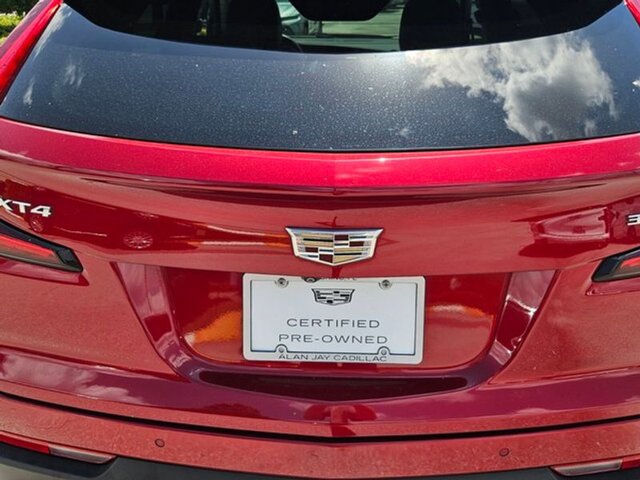 XT4
CERTIFIED
PRE-OWNED
ALAN JAY CADILLAC